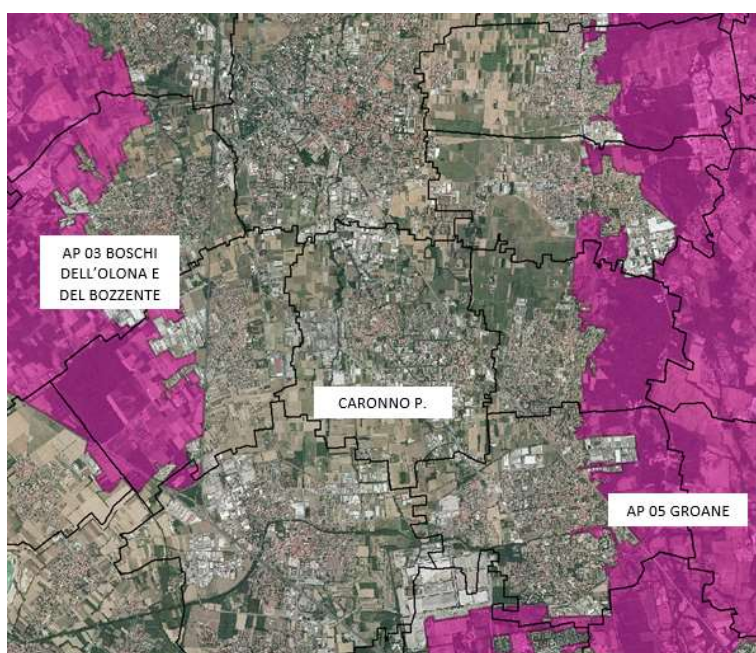 AP 03 BOSCHI
DELL'OLONA E
DEL BOZZENTE
CARONNO P.
AP 05 GROANE